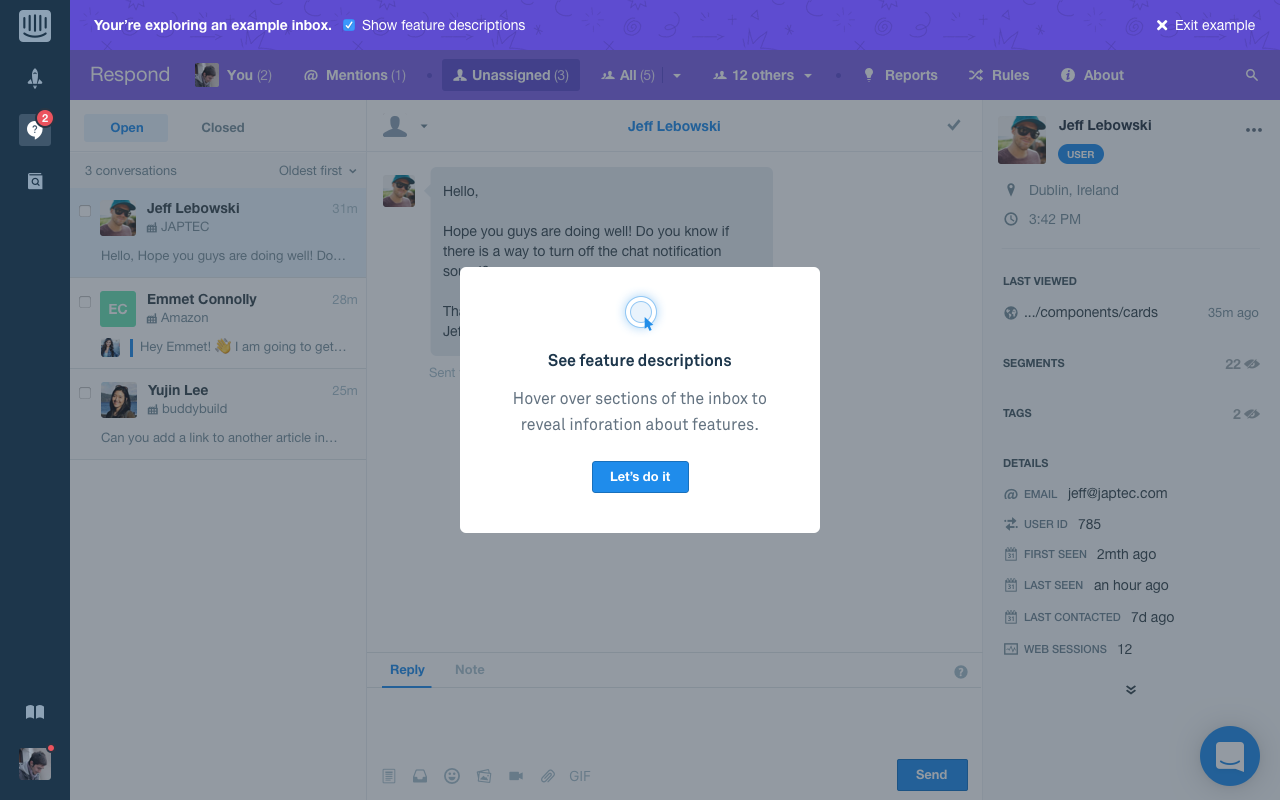 Your're exploring an example inbox. Show feature descriptions
Exit example
Respond You (2) Mentions (1) Unassigned (3) All (5) 12 others Reports Rules About
2
Open Closed
3 conversations Oldest first
Jeff Lebowski 31m
JAPTEC
Hello, Hope you guys are doing well! Do...
EC
Emmet Connolly 28m
Amazon
Hey Emmet! 👋 I am going to get...
Yujin Lee 25m
buddybuild
Can you add a link to another article in...
Jeff Lebowski
Hello,
Hope you guys are doing well! Do you know if
there is a way to turn off the chat notification
Sent
See feature descriptions
Hover over sections of the inbox to
reveal inforation about features.
Let's do it
Reply Note
?
GIF
Send
Jeff Lebowski
USER
Dublin, Ireland
3:42 PM
LAST VIEWED
.../components/cards 35m ago
SEGMENTS 22
TAGS 2
DETAILS
EMAIL jeff@japtec.com
USER ID 785
FIRST SEEN 2mth ago
LAST SEEN an hour ago
LAST CONTACTED 7d ago
WEB SESSIONS 12